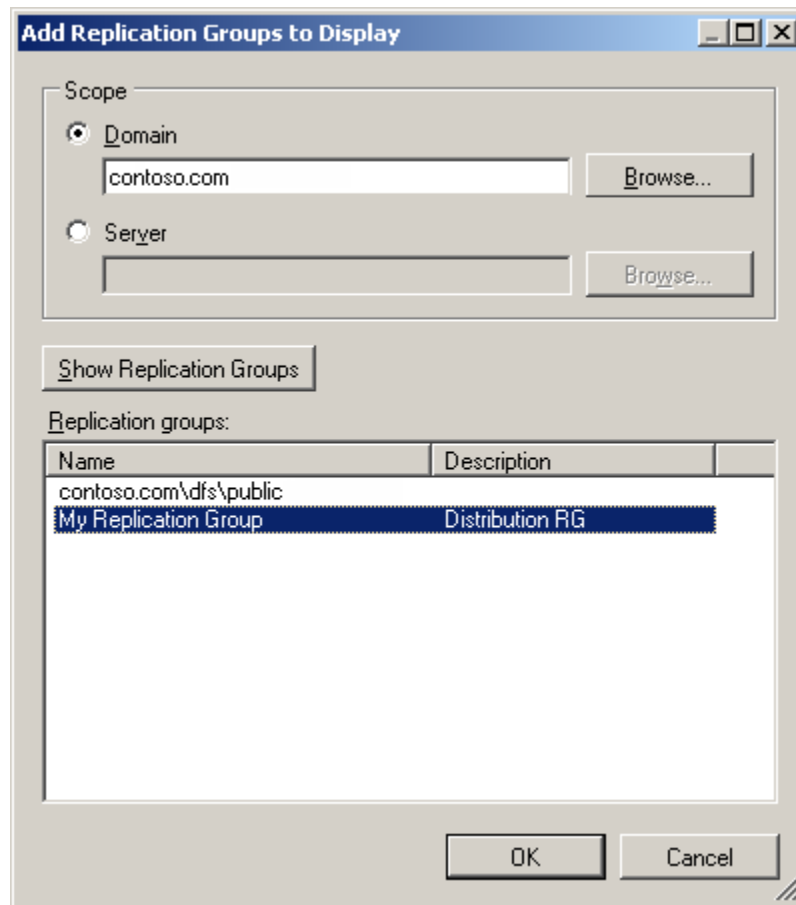 Add Replication Groups to Display
Scope
Domain
contoso.com
Browse...
Server
Browse...
Show Replication Groups
Replication groups:
Name Description
contoso.com\dfs\public
My Replication Group Distribution RG
OK Cancel